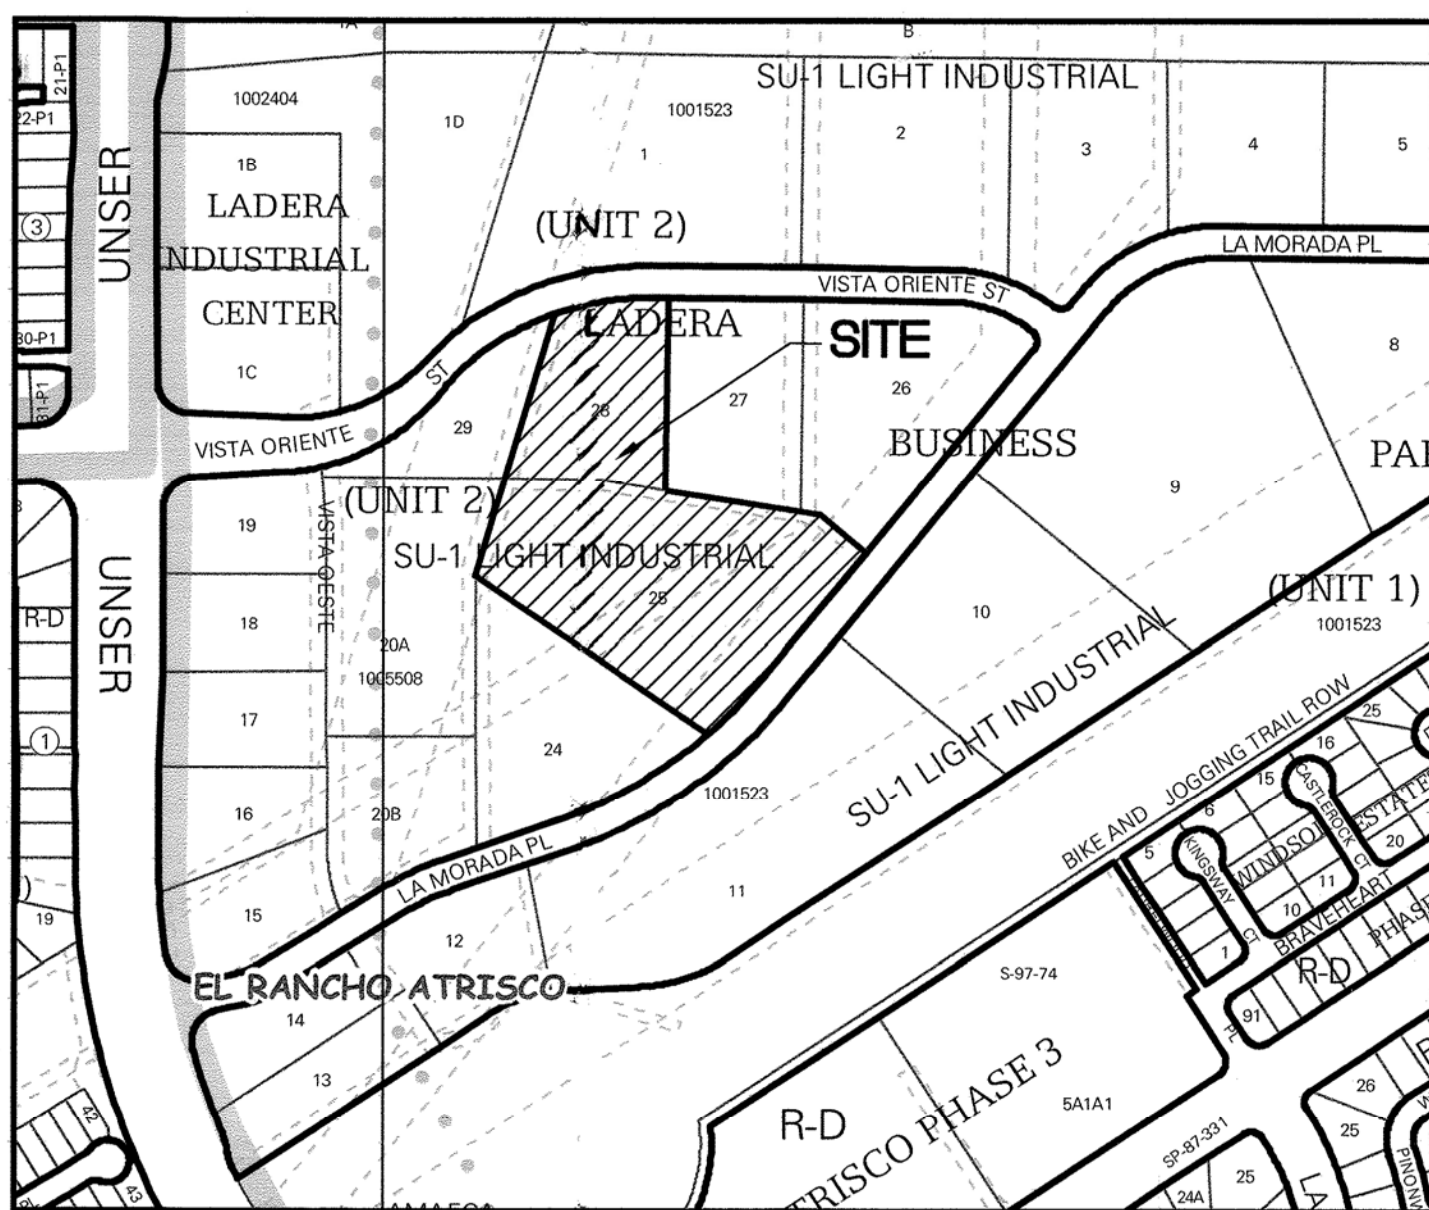 B
SU-1 LIGHT INDUSTRIAL
21-P1
1002404
1D
1001523
1
2
3
4
5
22-P1
UNSER
1B
LADERA
INDUSTRIAL
CENTER
3
(UNIT 2)
LA MORADA PL
VISTA ORIENTE ST
LADERA
SITE
30-P1
1C
ST
8
31-P1
28
27
26
29
VISTA ORIENTE
BUSINESS
9
(UNIT 2)
19
VISTA OESTE
SU-1 LIGHT INDUSTRIAL
UNSER
25
(UNIT 1)
1001523
R-D
18
10
20A
1005508
SU-1 LIGHT INDUSTRIAL
17
24
1
1001523
BIKE AND JOGGING TRAIL ROW
25
16
15
6
5
CASTLEROCK CT
KINGSWAY CT
WINDSOR ESTATE
20
16
20B
LA MORADA PL
11
11
10
1
BRAVEHEART
PHASE
19
15
12
EL RANCHO ATRISCO
S-97-74
R-D
91
PL
14
13
R-D
ATRISCO PHASE 3
5A1A1
26
25
SP-87-331
25
24A
42
43
PL
LA
PINONW